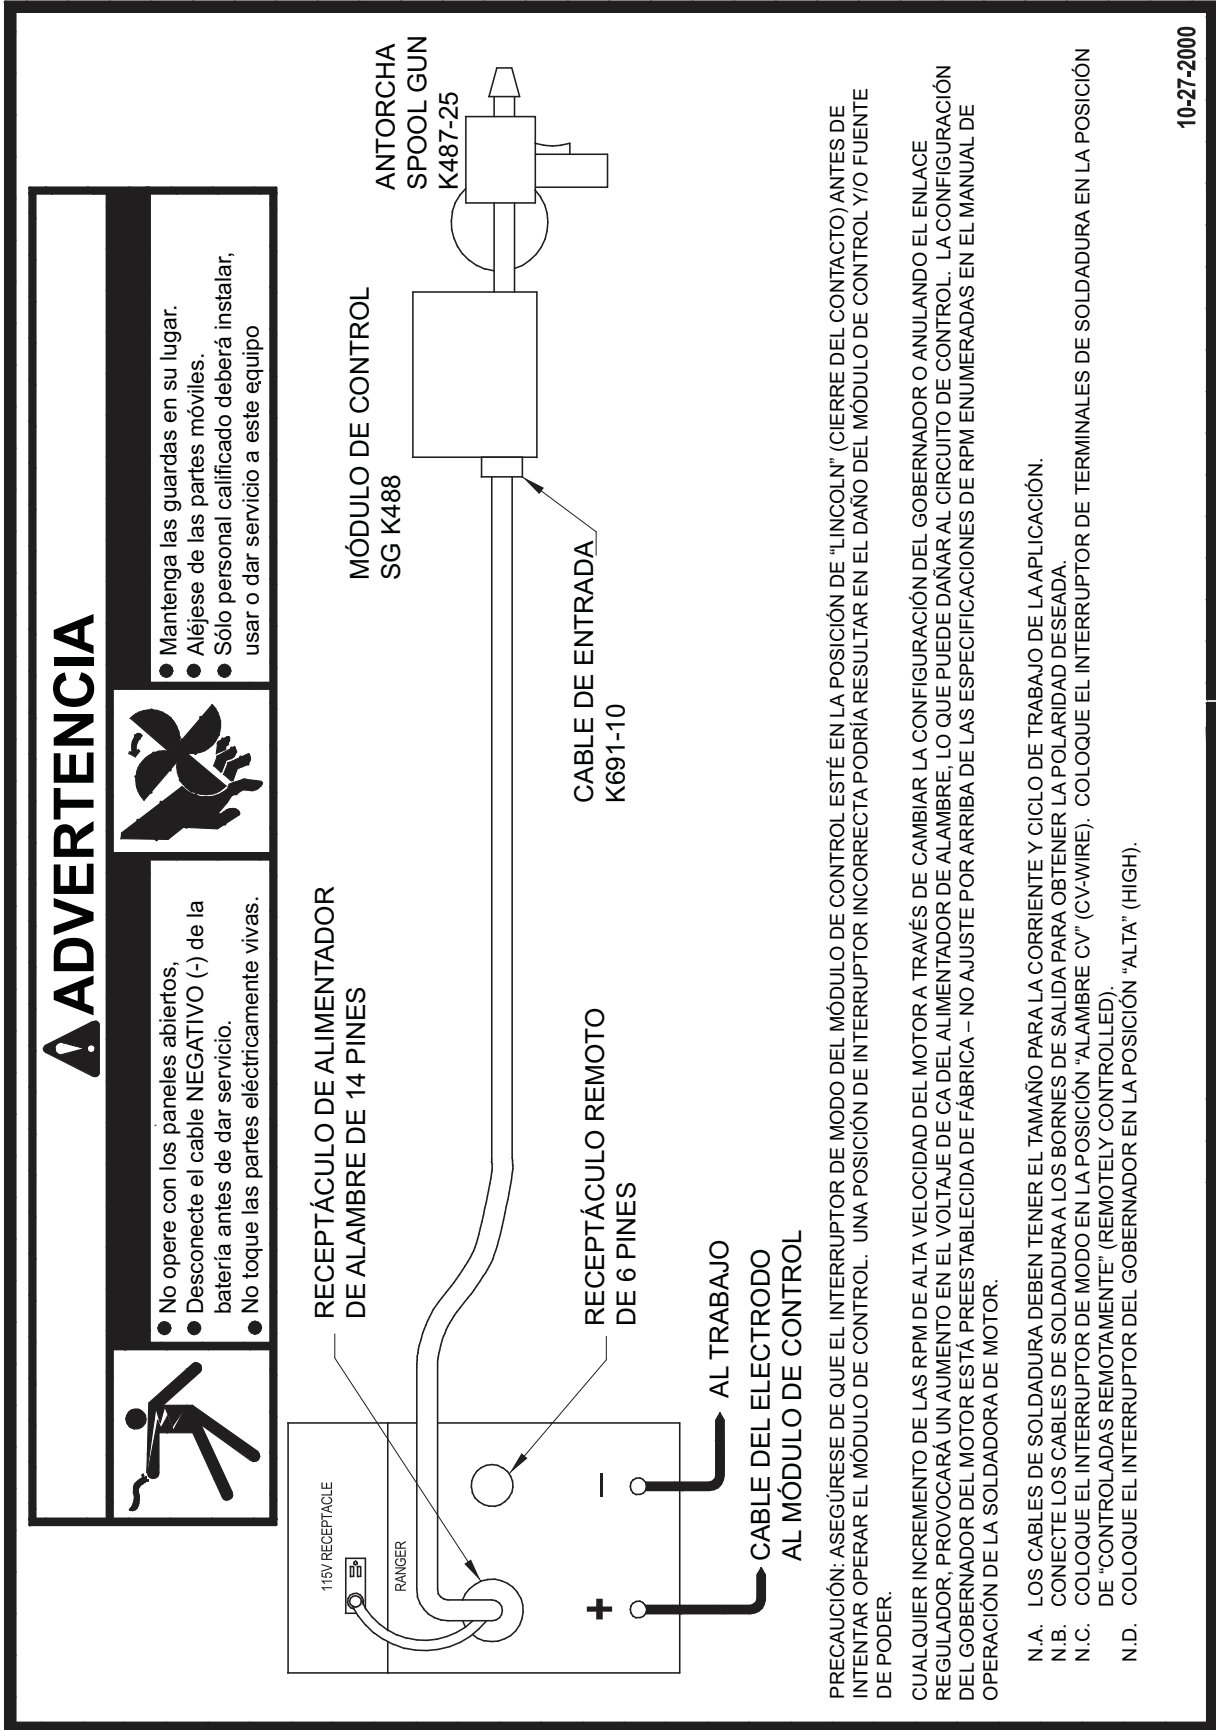 ADVERTENCIA
● No opere con los paneles abiertos,
● Desconecte el cable NEGATIVO (-) de la
batería antes de dar servicio.
● No toque las partes eléctricamente vivas.
● Mantenga las guardas en su lugar.
● Aléjese de las partes móviles.
● Sólo personal calificado deberá instalar,
usar o dar servicio a este equipo
115V RECEPTACLE
RANGER
RECEPTÁCULO DE ALIMENTADOR
DE ALAMBRE DE 14 PINES
RECEPTÁCULO REMOTO
DE 6 PINES
+
–
AL TRABAJO
CABLE DEL ELECTRODO
AL MÓDULO DE CONTROL
MÓDULO DE CONTROL
SG K488
CABLE DE ENTRADA
K691-10
ANTORCHA
SPOOL GUN
K487-25
PRECAUCIÓN: ASEGÚRESE DE QUE EL INTERRUPTOR DE MODO DEL MÓDULO DE CONTROL ESTÉ EN LA POSICIÓN DE “LINCOLN” (CIERRE DEL CONTACTO) ANTES DE
INTENTAR OPERAR EL MÓDULO DE CONTROL. UNA POSICIÓN DE INTERRUPTOR INCORRECTA PODRÍA RESULTAR EN EL DAÑO DEL MÓDULO DE CONTROL Y/O FUENTE
DE PODER.
CUALQUIER INCREMENTO DE LAS RPM DE ALTA VELOCIDAD DEL MOTOR A TRAVÉS DE CAMBIAR LA CONFIGURACIÓN DEL GOBERNADOR O ANULANDO EL ENLACE
REGULADOR, PROVOCARÁ UN AUMENTO EN EL VOLTAJE DE CA DEL ALIMENTADOR DE ALAMBRE, LO QUE PUEDE DAÑAR AL CIRCUITO DE CONTROL. LA CONFIGURACIÓN
DEL GOBERNADOR DEL MOTOR ESTÁ PREESTABLECIDA DE FÁBRICA – NO AJUSTE POR ARRIBA DE LAS ESPECIFICACIONES DE RPM ENUMERADAS EN EL MANUAL DE
OPERACIÓN DE LA SOLDADORA DE MOTOR.
N.A. LOS CABLES DE SOLDADURA DEBEN TENER EL TAMAÑO PARA LA CORRIENTE Y CICLO DE TRABAJO DE LA APLICACIÓN.
N.B. CONECTE LOS CABLES DE SOLDADURA A LOS BORNES DE SALIDA PARA OBTENER LA POLARIDAD DESEADA.
N.C. COLOQUE EL INTERRUPTOR DE MODO EN LA POSICIÓN “ALAMBRE CV” (CV-WIRE). COLOQUE EL INTERRUPTOR DE TERMINALES DE SOLDADURA EN LA POSICIÓN
DE “CONTROLADAS REMOTAMENTE” (REMOTELY CONTROLLED).
N.D. COLOQUE EL INTERRUPTOR DEL GOBERNADOR EN LA POSICIÓN “ALTA” (HIGH).
10-27-2000